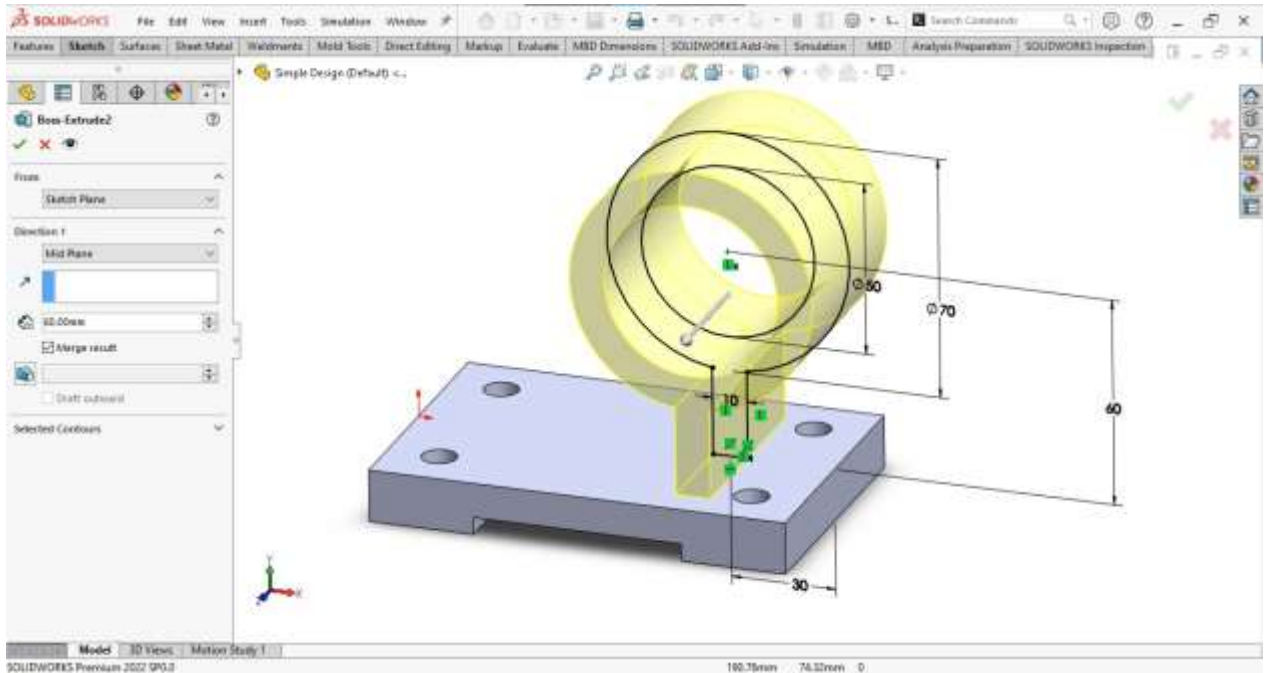 SOLIDWORKS File Edit View Insert Tools Simulation Window Search Commands
Features Sketch Surfaces Sheet Metal Weldments Mold Tools Direct Editing Markup Evaluate MBD Dimensions SOLIDWORKS Add-Ins Simulation MBD Analysis Preparation SOLIDWORKS Inspection
Simple Design (Default) <...
Boss-Extrude2
From
Sketch Plane
Direction 1
Mid Plane
60.00mm
Merge result
Draft outward
Selected Contours
Ø50
Ø70
10
60
30
Y
X
Model 3D Views Motion Study 1
SOLIDWORKS Premium 2022 SP0.0
74.32mm 0